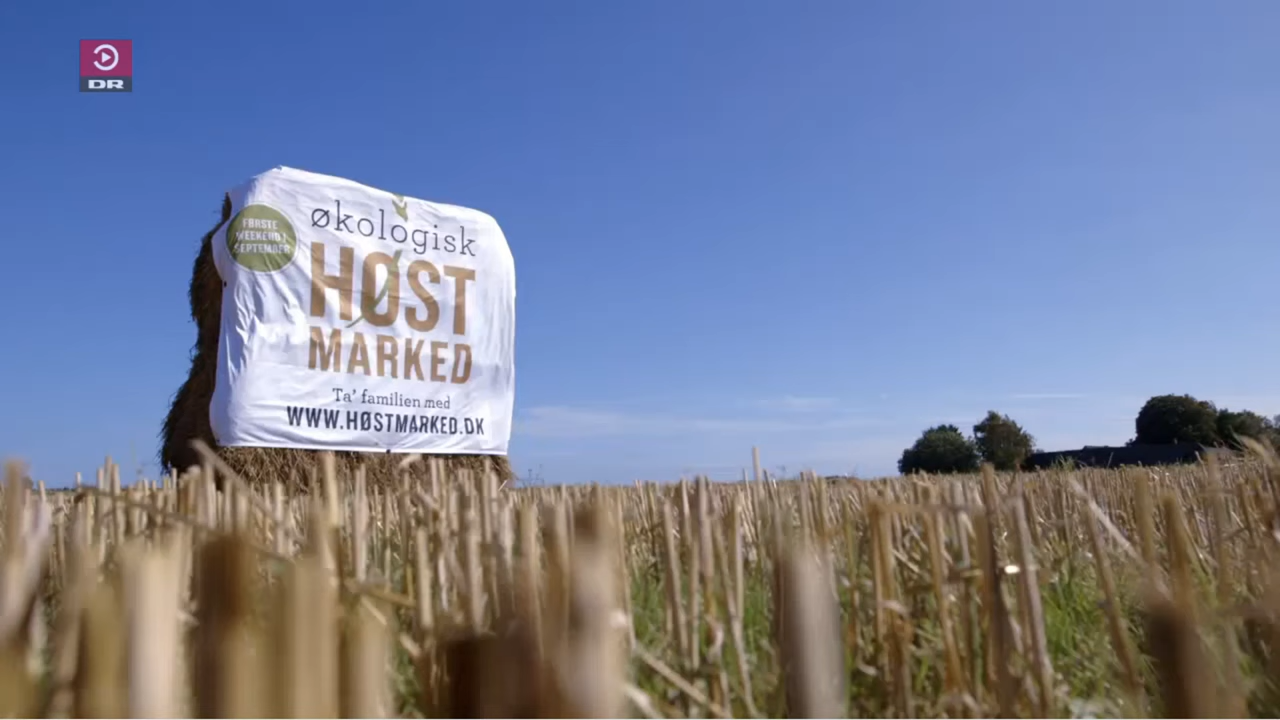 DR
FØRSTE
WEEKEND I
SEPTEMBER
økologisk
HØST
MARKED
Ta' familien med
WWW.HØSTMARKED.DK